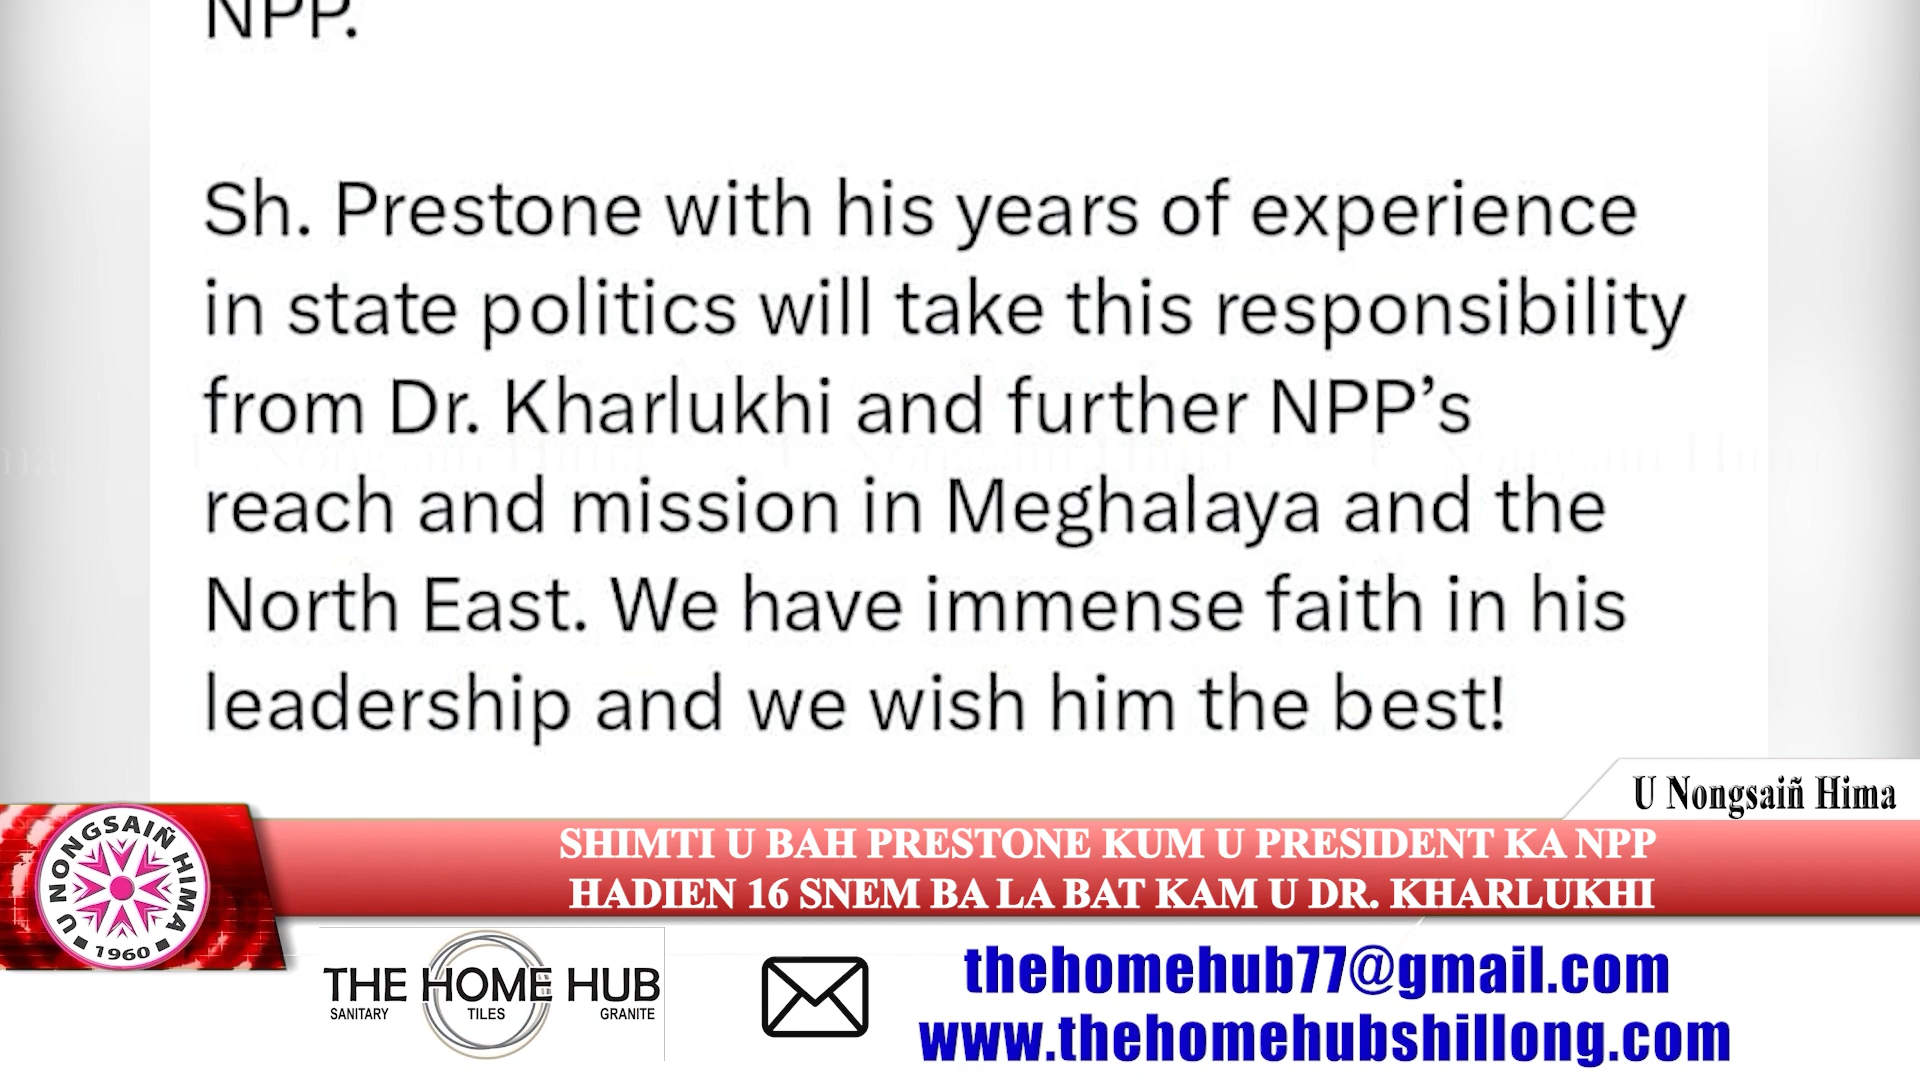 NPP.
Sh. Prestone with his years of experience
in state politics will take this responsibility
from Dr. Kharlukhi and further NPP’s
reach and mission in Meghalaya and the
North East. We have immense faith in his
leadership and we wish him the best!
U Nongsaiñ Hima
SHIMTI U BAH PRESTONE KUM U PRESIDENT KA NPP
HADIEN 16 SNEM BA LA BAT KAM U DR. KHARLUKHI
U NONGSAIÑ HIMA
1960
THE HOME HUB
SANITARY TILES GRANITE
thehomehub77@gmail.com
www.thehomehubshillong.com